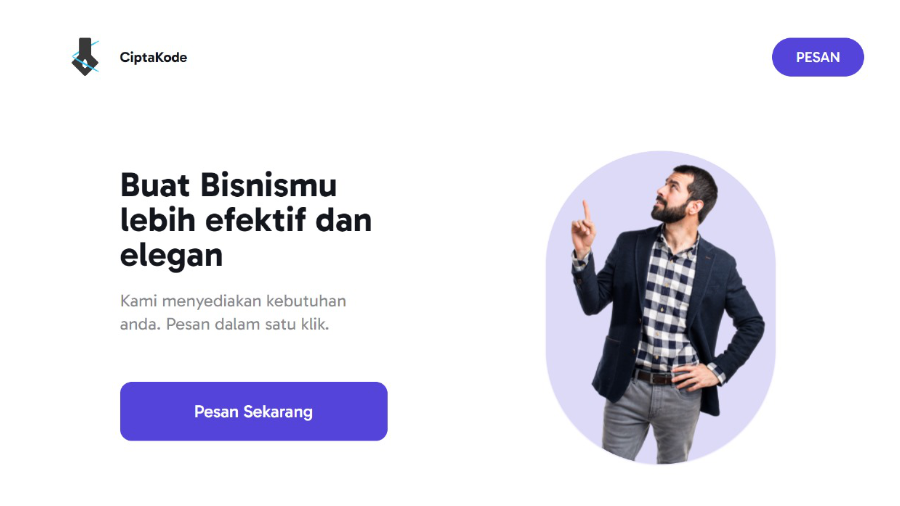 CiptaKode
PESAN
Buat Bisnismu
lebih efektif dan
elegan
Kami menyediakan kebutuhan
anda. Pesan dalam satu klik.
Pesan Sekarang